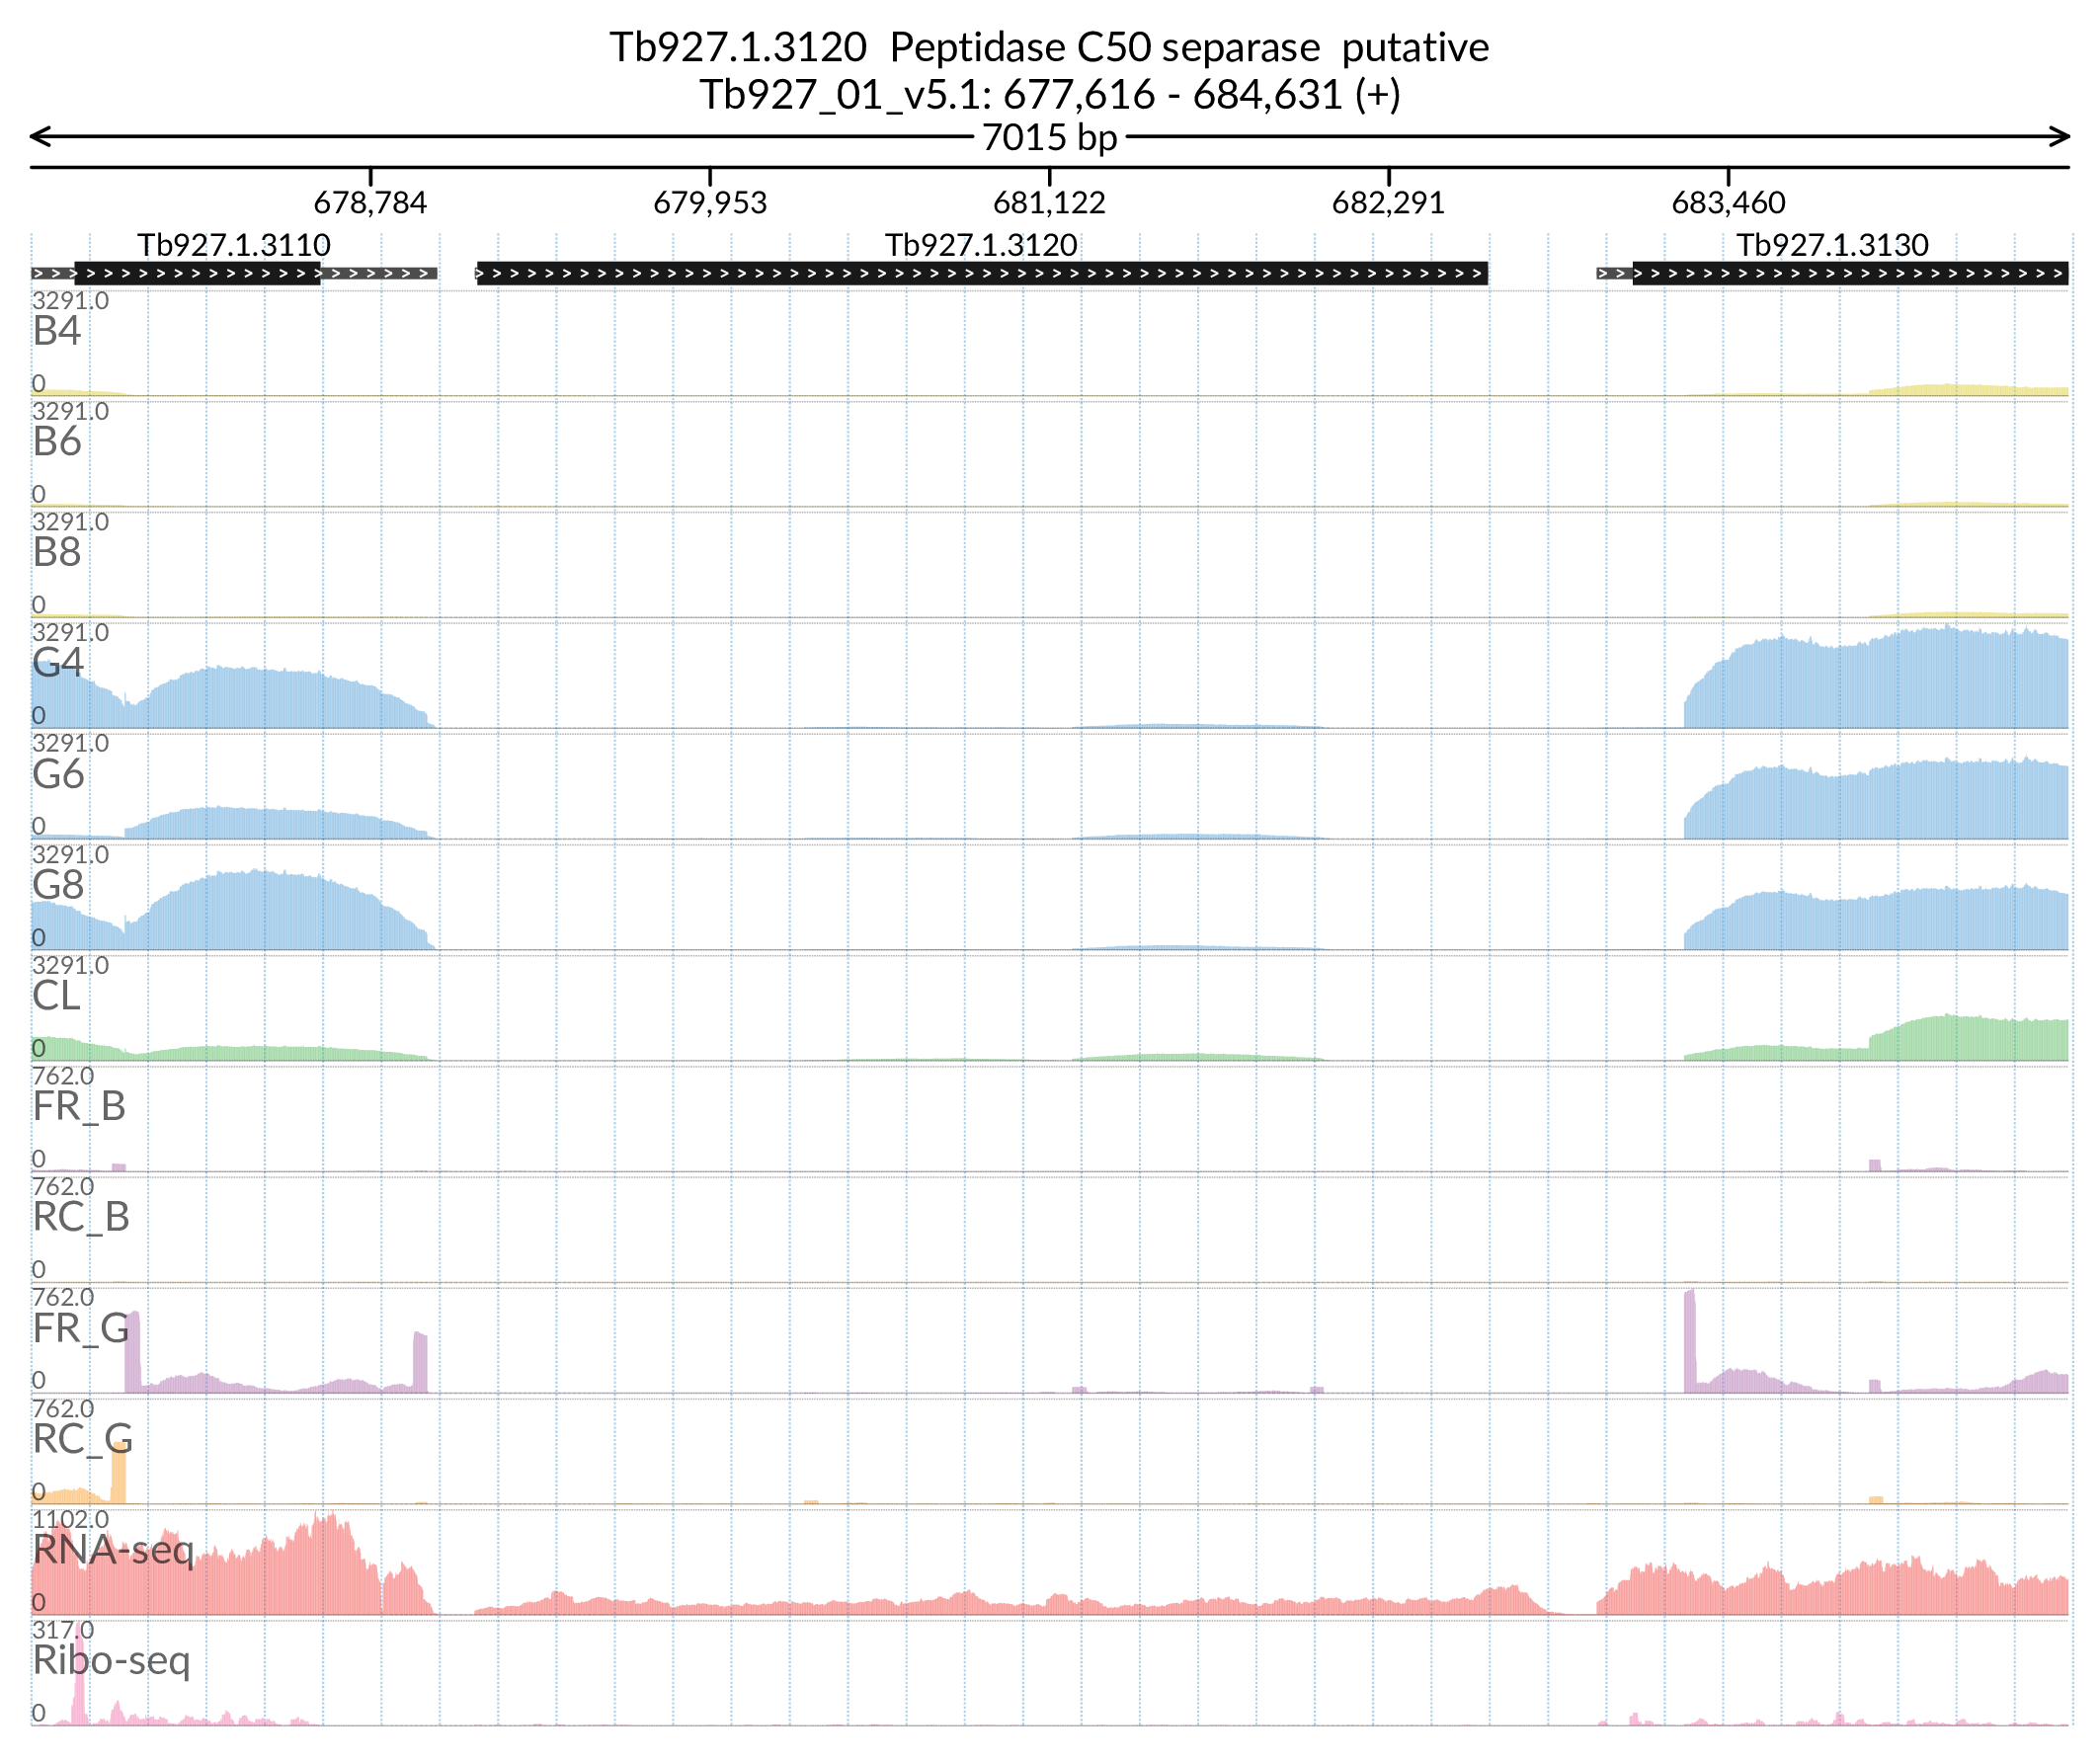 Tb927.1.3120 Peptidase C50 separase putative
Tb927_01_v5.1: 677,616 - 684,631 (+)
7015 bp
678,784 679,953 681,122 682,291 683,460
Tb927.1.3110 Tb927.1.3120 Tb927.1.3130
3291.0
B4
0
3291.0
B6
0
3291.0
B8
0
3291.0
G4
0
3291.0
G6
0
3291.0
G8
0
3291.0
CL
0
762.0
FR_B
0
762.0
RC_B
0
762.0
FR_G
0
762.0
RC_G
0
1102.0
RNA-seq
0
317.0
Ribo-seq
0